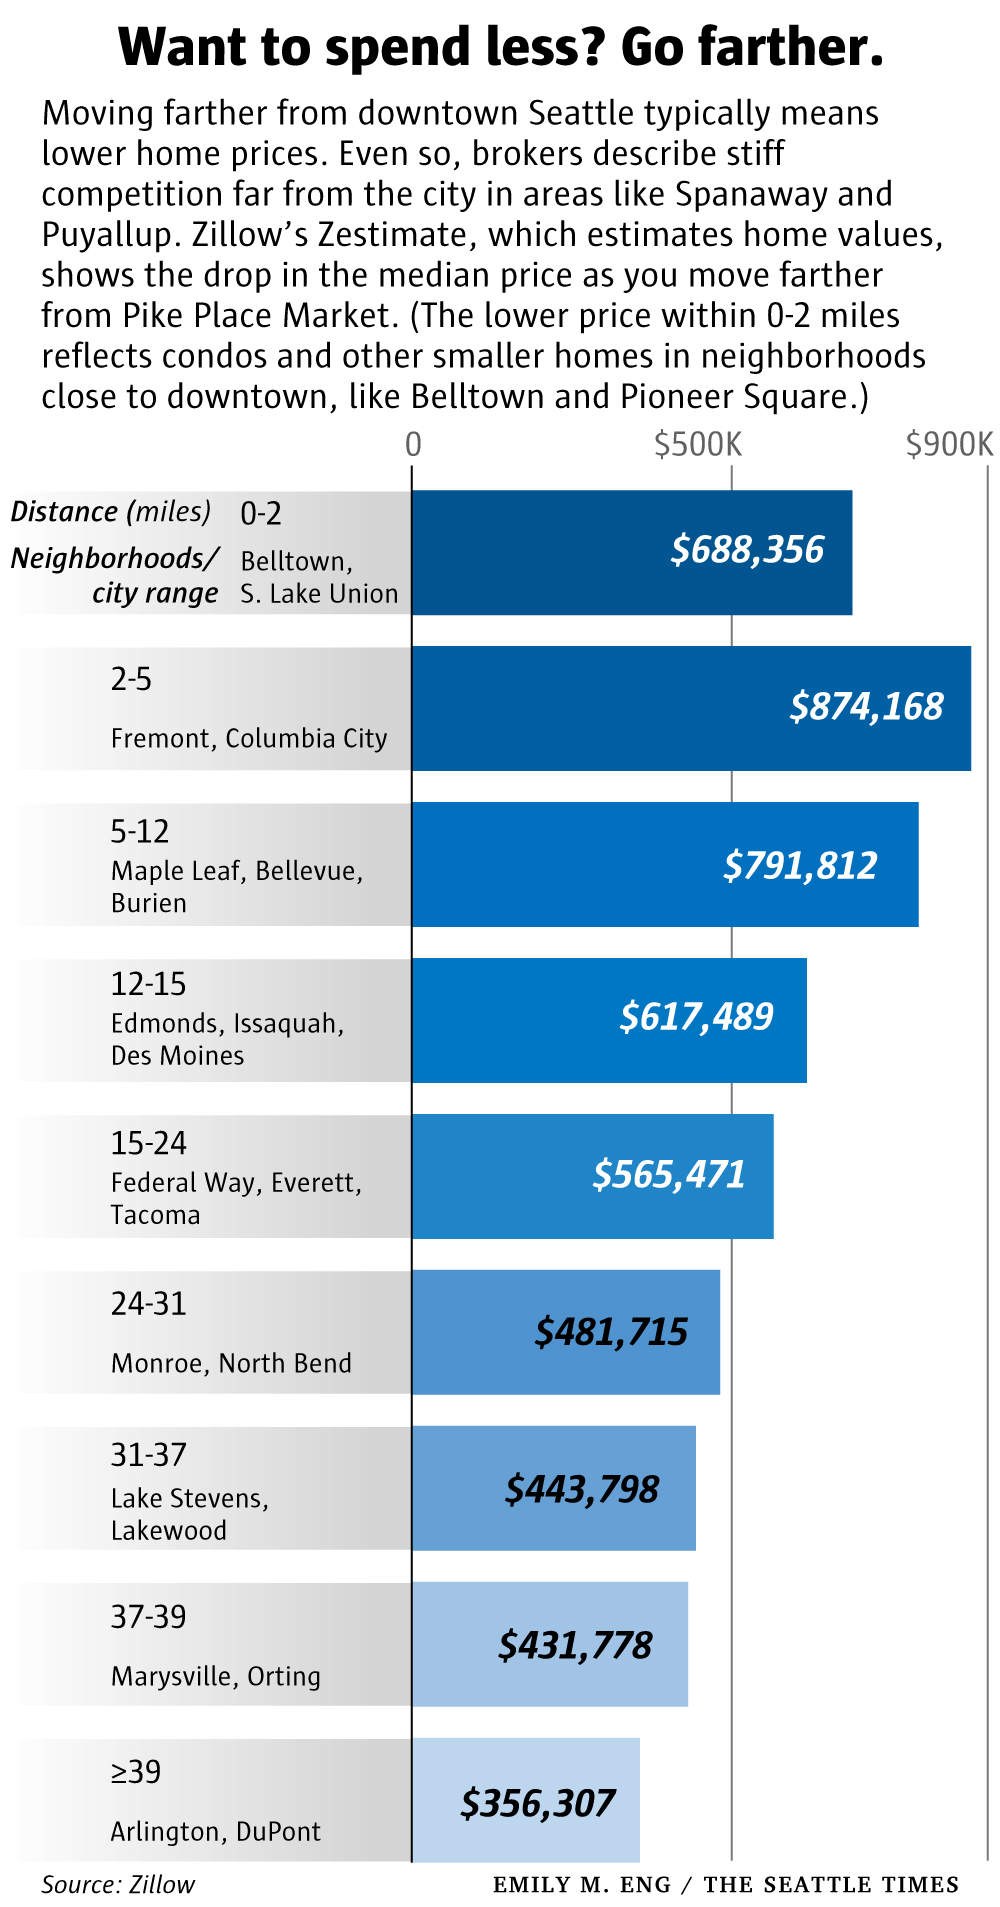 Want to spend less? Go farther.
Moving farther from downtown Seattle typically means
lower home prices. Even so, brokers describe stiff
competition far from the city in areas like Spanaway and
Puyallup. Zillow’s Zestimate, which estimates home values,
shows the drop in the median price as you move farther
from Pike Place Market. (The lower price within 0-2 miles
reflects condos and other smaller homes in neighborhoods
close to downtown, like Belltown and Pioneer Square.)
0 $500K $900K
Distance (miles) 0-2
Neighborhoods/
city range
Belltown,
S. Lake Union
$688,356
2-5
Fremont, Columbia City
$874,168
5-12
Maple Leaf, Bellevue,
Burien
$791,812
12-15
Edmonds, Issaquah,
Des Moines
$617,489
15-24
Federal Way, Everett,
Tacoma
$565,471
24-31
Monroe, North Bend
$481,715
31-37
Lake Stevens,
Lakewood
$443,798
37-39
Marysville, Orting
$431,778
≥39
Arlington, DuPont
$356,307
Source: Zillow
EMILY M. ENG / THE SEATTLE TIMES